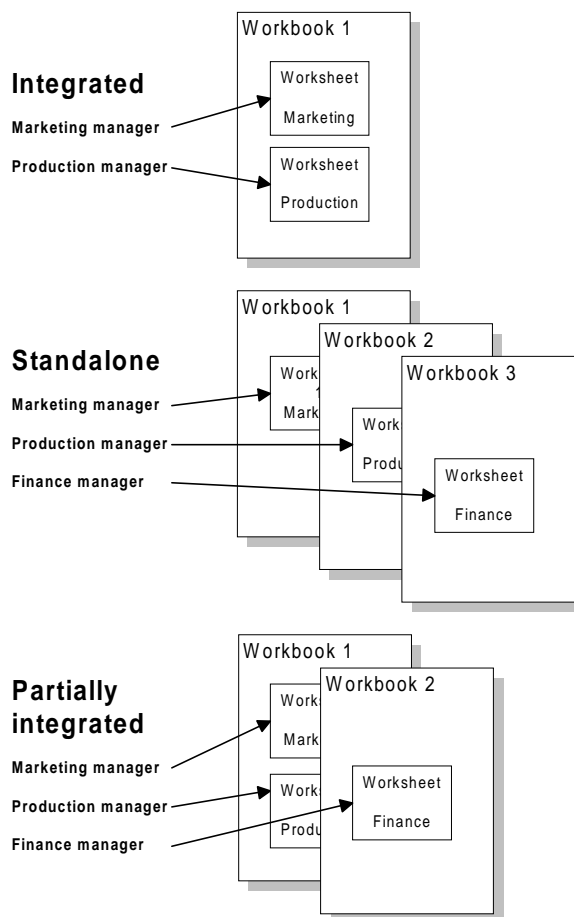 Workbook 1
Integrated
Worksheet
Marketing
Marketing manager
Production manager
Worksheet
Production
Workbook 1
Workbook 2
Standalone
Workbook 3
Marketing manager
Production manager
Finance manager
Worksheet
Finance
Workbook 1
Workbook 2
Partially
integrated
Marketing manager
Production manager
Finance manager
Worksheet
Finance